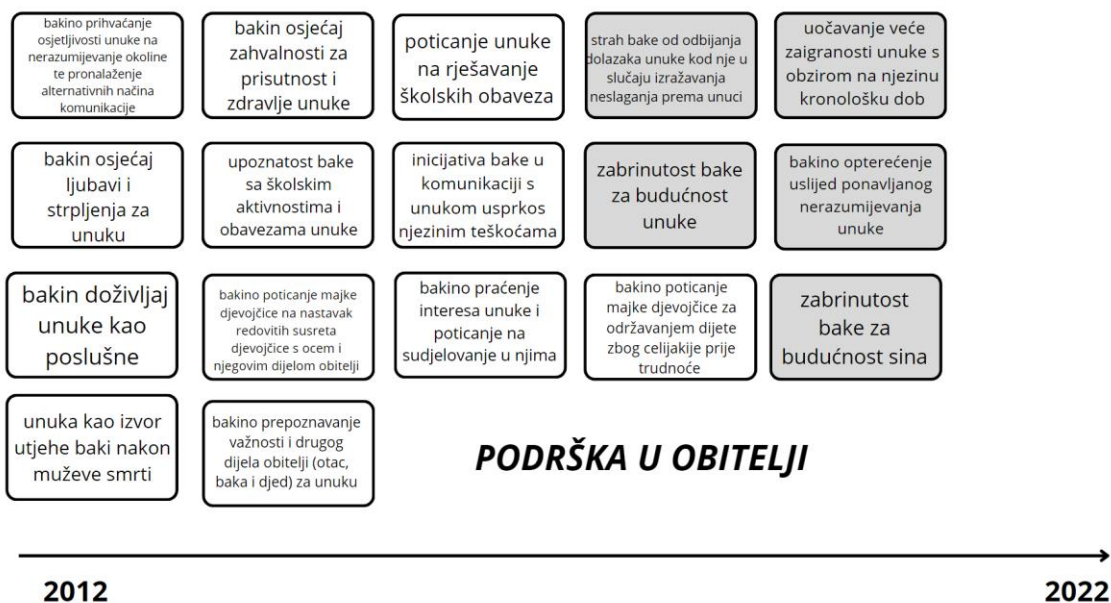 bakino prihvaćanje
osjetljivosti unuke na
nerazumijevanje okoline
te pronalaženje
alternativnih načina
komunikacije
bakin osjećaj
zahvalnosti za
prisutnost i
zdravlje unuke
poticanje unuke
na rješavanje
školskih obaveza
strah bake od odbijanja
dolazaka unuke kod nje u
slučaju izražavanja
neslaganja prema unuci
uočavanje veće
zaigranosti unuke s
obzirom na njezinu
kronološku dob
bakin osjećaj
ljubavi i
strpljenja za
unuku
upoznatost bake
sa školskim
aktivnostima i
obavezama unuke
inicijativa bake u
komunikaciji s
unukom usprkos
njezinim teškoćama
zabrinutost bake
za budućnost
unuke
bakino opterećenje
uslijed ponavljanog
nerazumijevanja
unuke
bakin doživljaj
unuke kao
poslušne
bakino poticanje majke
djevojčice na nastavak
redovitih susreta
djevojčice s ocem i
njegovim dijelom obitelji
bakino praćenje
interesa unuke i
poticanje na
sudjelovanje u njima
bakino poticanje
majke djevojčice za
održavanjem dijete
zbog celijakije prije
trudnoće
zabrinutost
bake za
budućnost sina
unuka kao izvor
utjehe baki nakon
muževe smrti
bakino prepoznavanje
važnosti i drugog
dijela obitelji (otac,
baka i djed) za unuku
PODRŠKA U OBITELJI
2012
2022